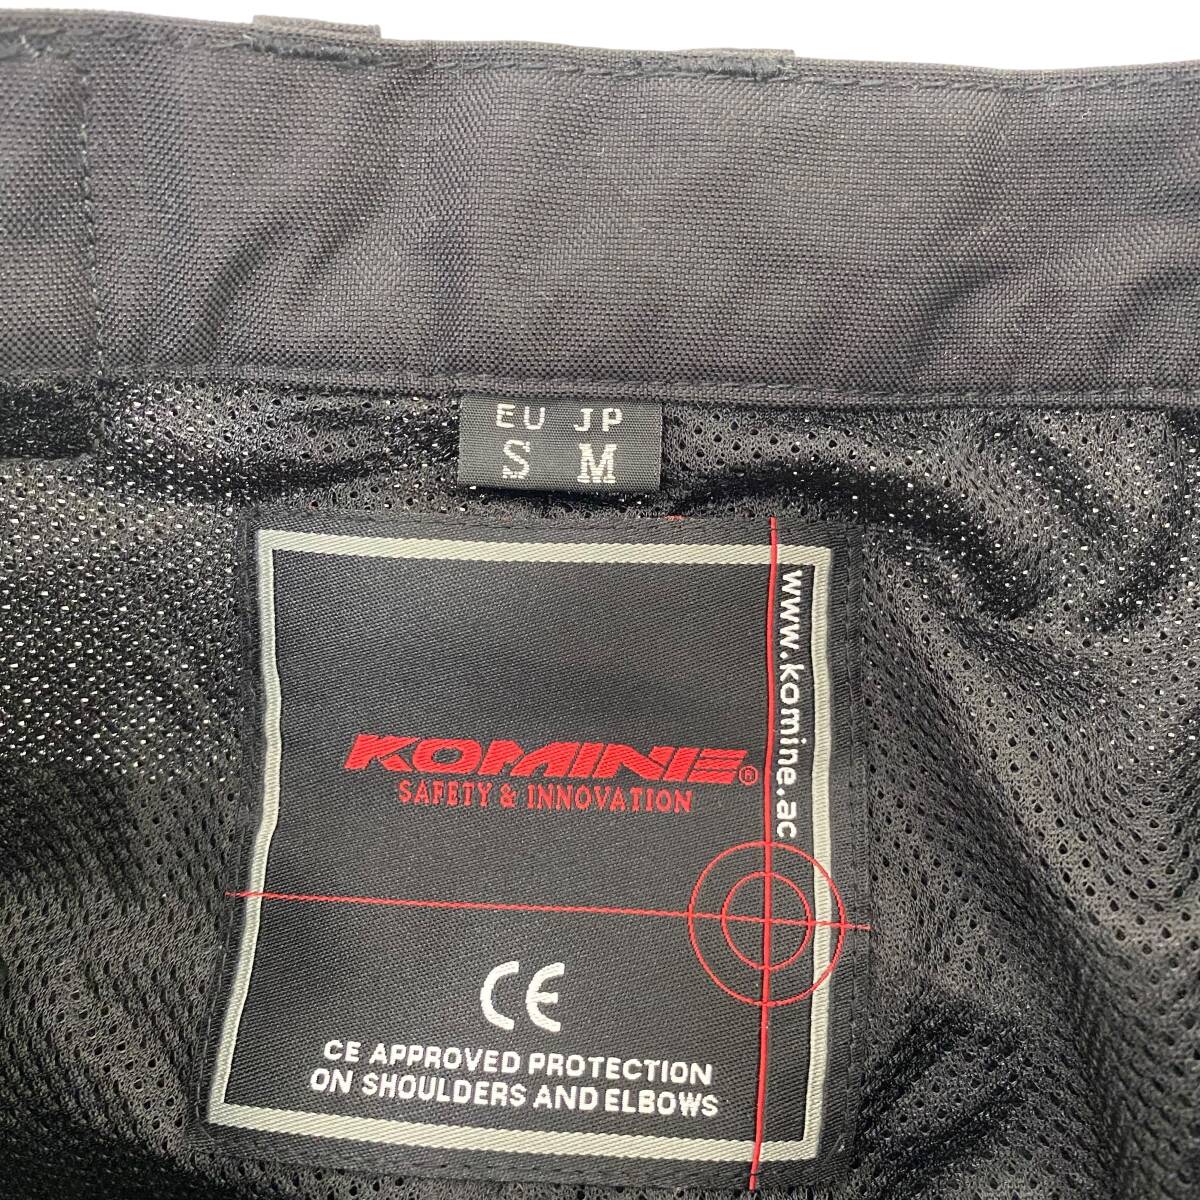 EU JP
S M
www.komine.ac
KOMINE®
SAFETY & INNOVATION
CE
CE APPROVED PROTECTION
ON SHOULDERS AND ELBOWS